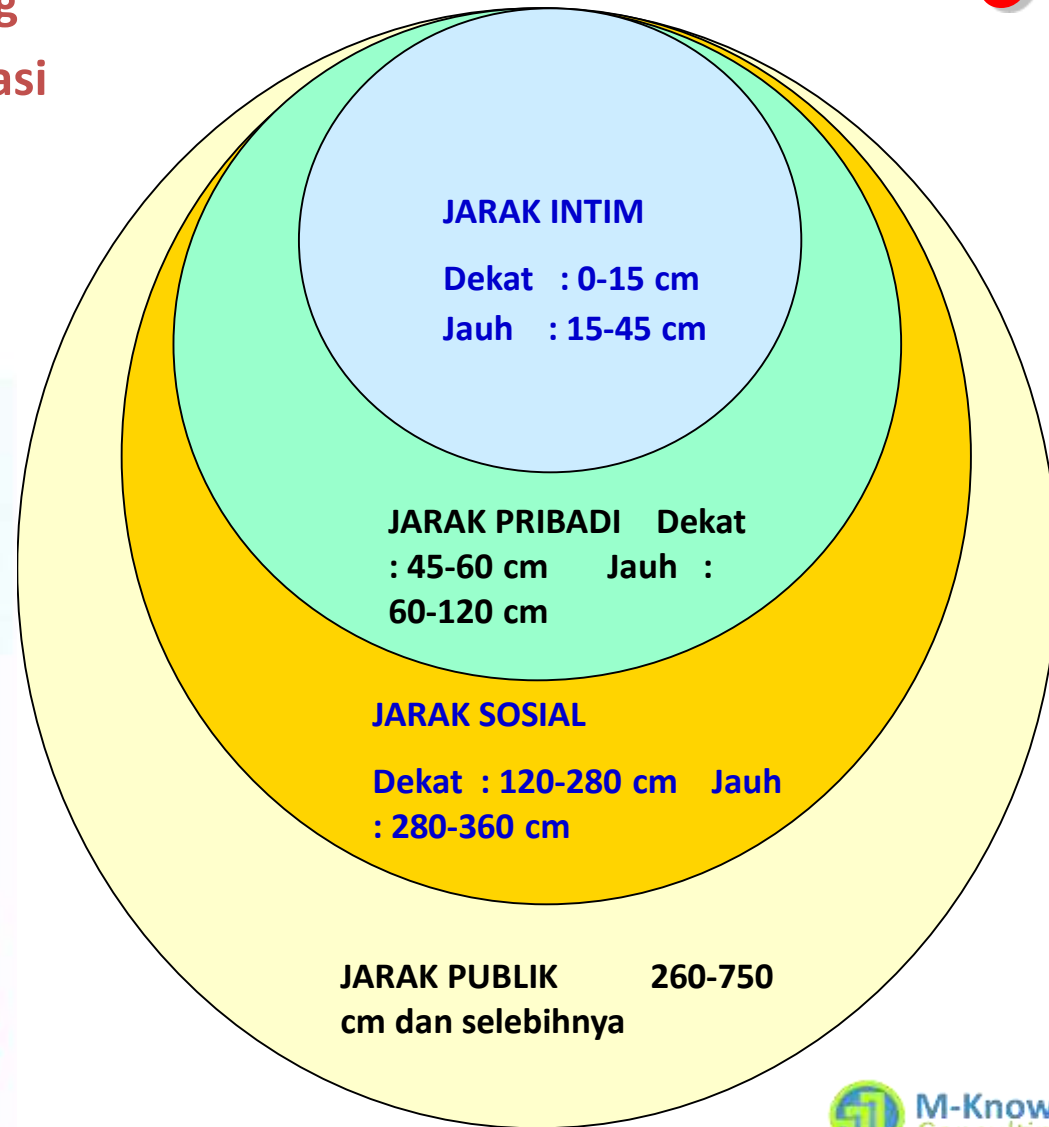 JARAK INTIM
Dekat : 0-15 cm
Jauh : 15-45 cm
JARAK PRIBADI Dekat
: 45-60 cm Jauh :
60-120 cm
JARAK SOSIAL
Dekat : 120-280 cm Jauh
: 280-360 cm
JARAK PUBLIK 260-750
cm dan selebihnya
M-Know